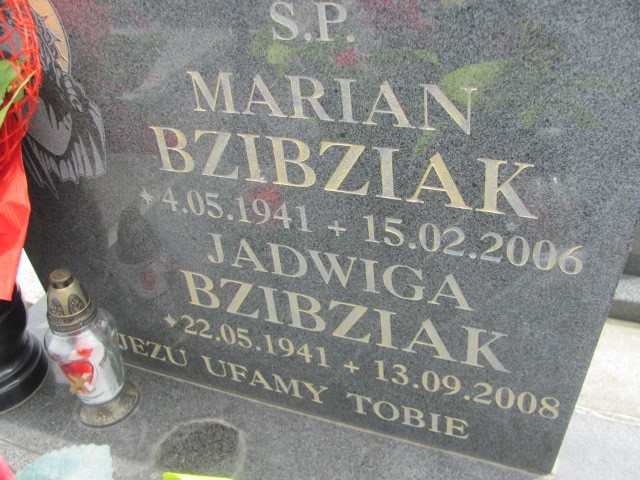 S.P.
MARIAN
BZIBZIAK
* 4.05.1941 + 15.02.2006
JADWIGA
BZIBZIAK
* 22.05.1941 + 13.09.2008
JEZU UFAMY TOBIE